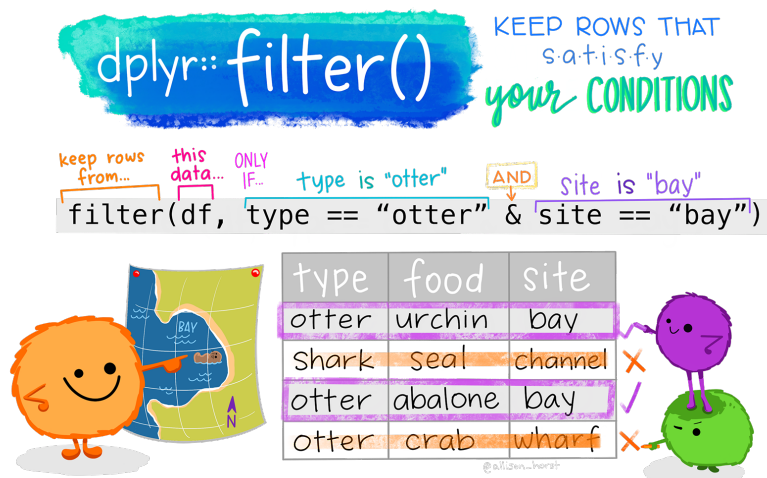 dplyr::filter()
KEEP ROWS THAT
s·a·t·i·s·f·y
your CONDITIONS
keep rows
from...
this
data...
ONLY
IF...
type is "otter"
AND
site is "bay"
filter(df, type == “otter” & site == “bay”)
type food site
otter urchin bay
shark seal channel
otter abalone bay
otter crab wharf
BAY
N
@allison_horst